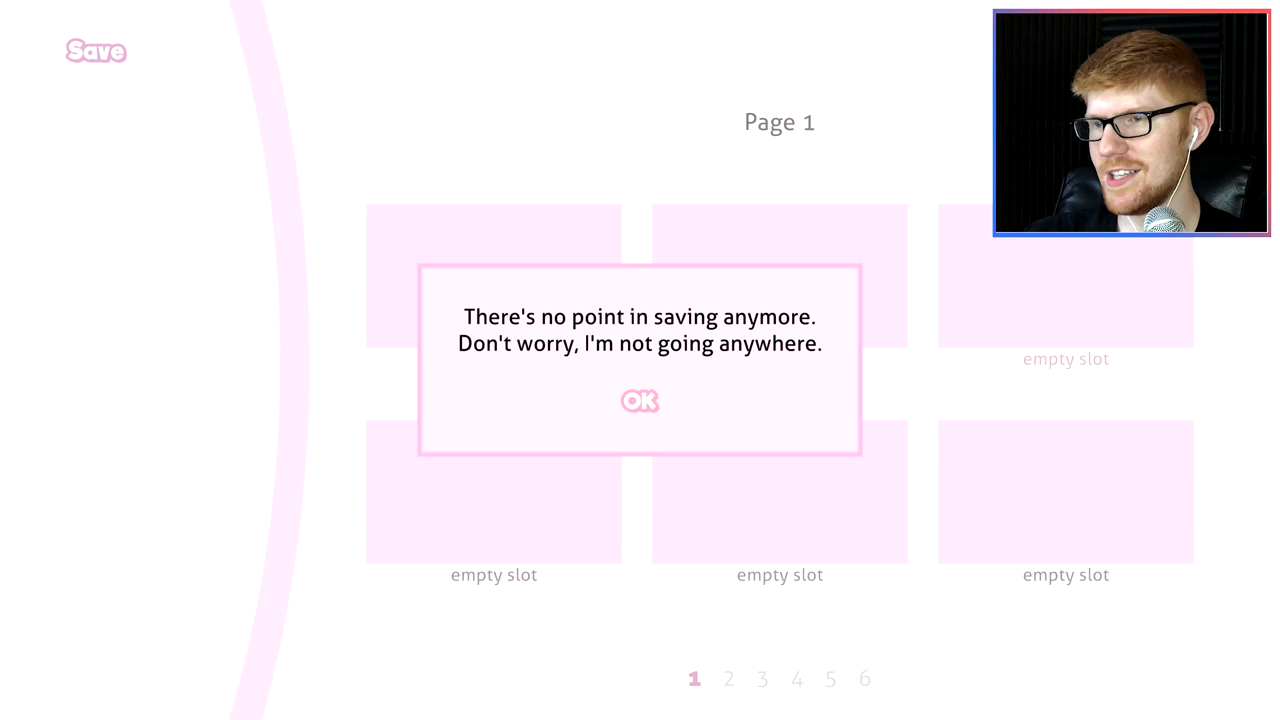 Save
Page 1
There's no point in saving anymore.
Don't worry, I'm not going anywhere.
OK
empty slot
empty slot
empty slot
empty slot
1 2 3 4 5 6